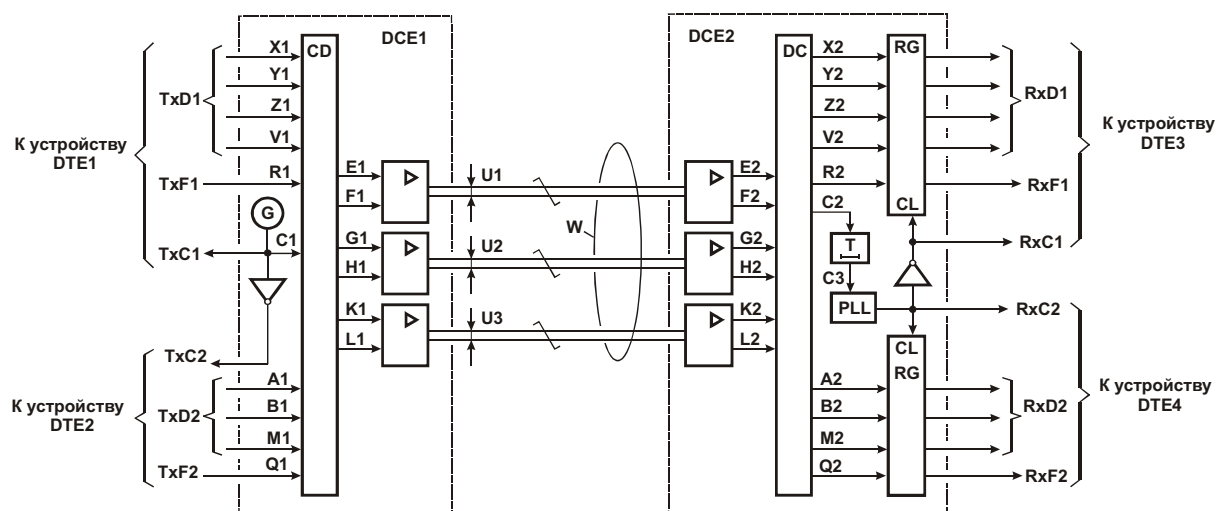 DCE1
DCE2
К устройству
DTE1
TxD1
X1
Y1
Z1
V1
TxF1
R1
G
TxC1
C1
CD
E1
F1
G1
H1
K1
L1
U1
U2
U3
W
TxC2
К устройству
DTE2
TxD2
A1
B1
M1
TxF2
Q1
E2
F2
G2
H2
K2
L2
DC
X2
Y2
Z2
V2
R2
C2
T
C3
PLL
A2
B2
M2
Q2
RG
CL
CL
RG
RxD1
RxF1
RxC1
К устройству
DTE3
RxC2
RxD2
RxF2
К устройству
DTE4